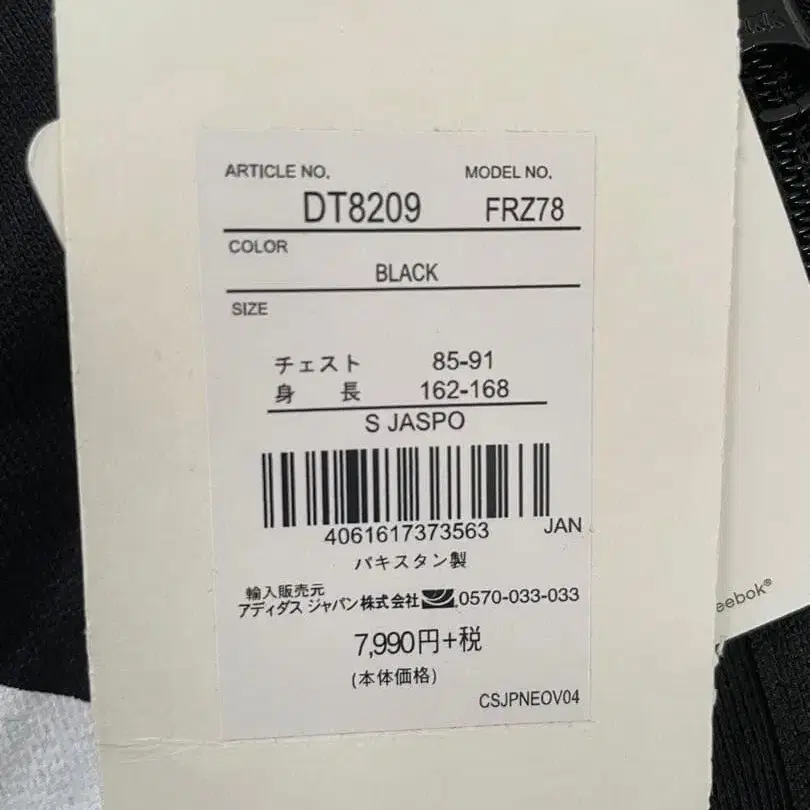 ARTICLE NO.
MODEL NO.
DT8209
FRZ78
COLOR
BLACK
SIZE
チェスト 85-91
身長 162-168
S JASPO
4061617373563 JAN
パキスタン製
輸入販売元
アディダス ジャパン株式会社 0570-033-033
7,990円+税
(本体価格)
CSJPNEOV04
eebok®